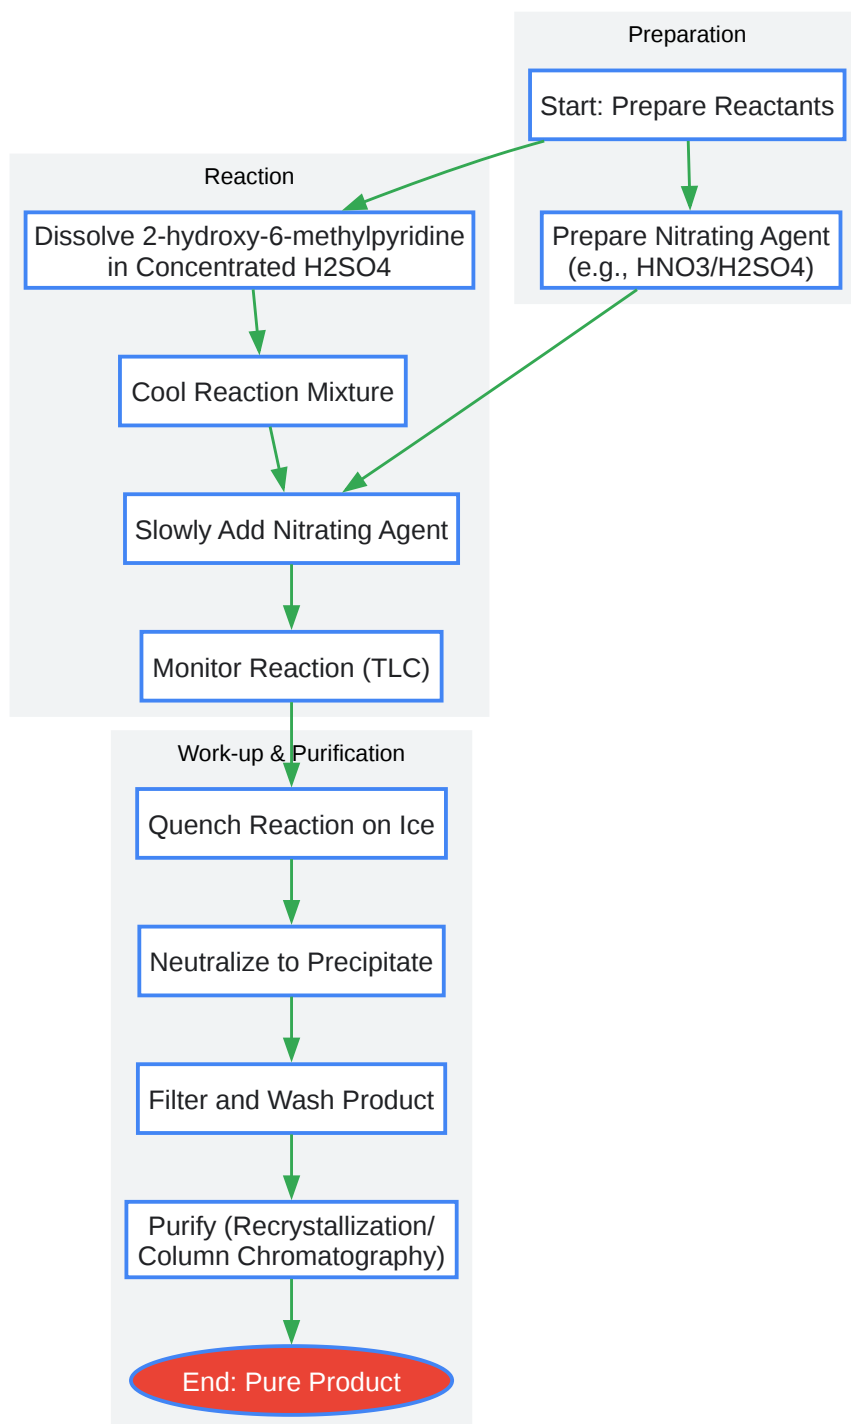 Preparation
Start: Prepare Reactants
Reaction
Dissolve 2-hydroxy-6-methylpyridine
in Concentrated H2SO4
Prepare Nitrating Agent
(e.g., HNO3/H2SO4)
Cool Reaction Mixture
Slowly Add Nitrating Agent
Monitor Reaction (TLC)
Work-up & Purification
Quench Reaction on Ice
Neutralize to Precipitate
Filter and Wash Product
Purify (Recrystallization/
Column Chromatography)
End: Pure Product